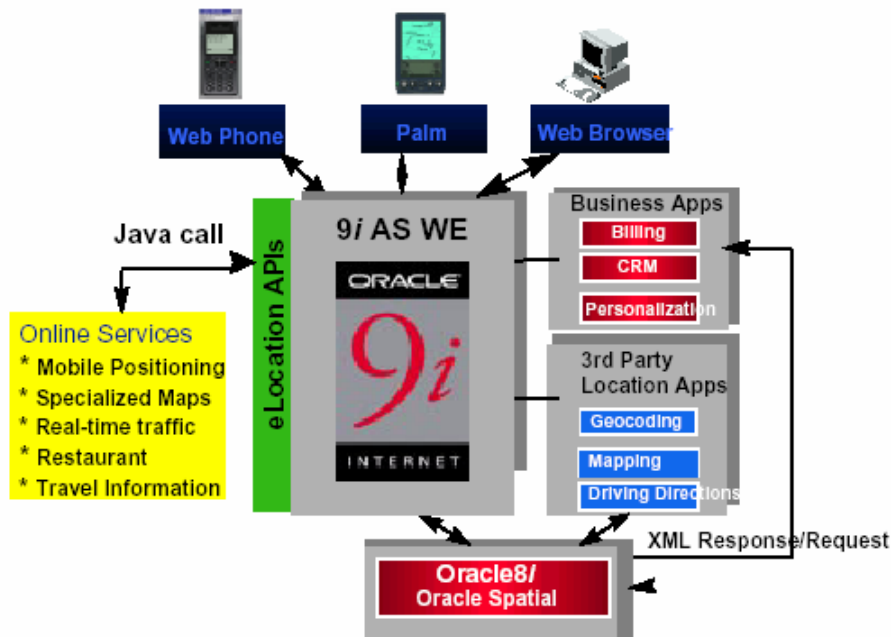 Web Phone
Palm
Web Browser
Java call
eLocation APIs
9i AS WE
ORACLE
9i
INTERNET
Business Apps
Billing
CRM
Personalization
Online Services
* Mobile Positioning
* Specialized Maps
* Real-time traffic
* Restaurant
* Travel Information
3rd Party
Location Apps
Geocoding
Mapping
Driving Directions
XML Response/Request
Oracle8i/
Oracle Spatial